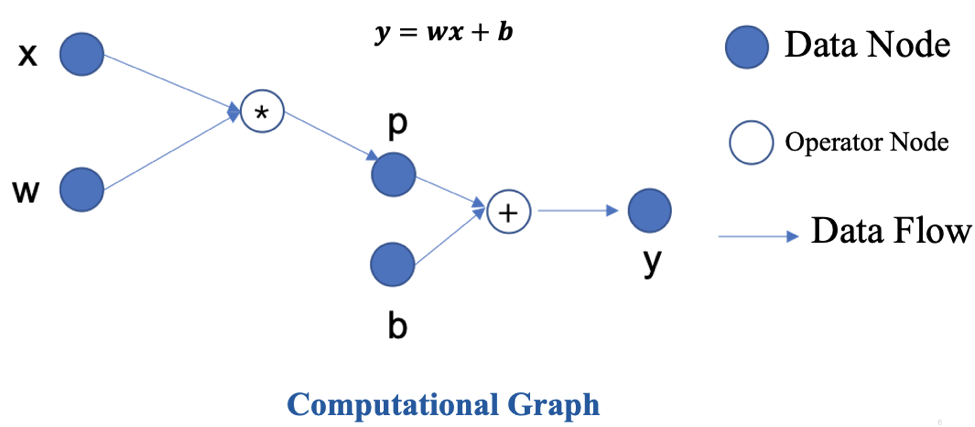 y = wx + b
x
Data Node
*
p
Operator Node
w
+
Data Flow
y
b
Computational Graph